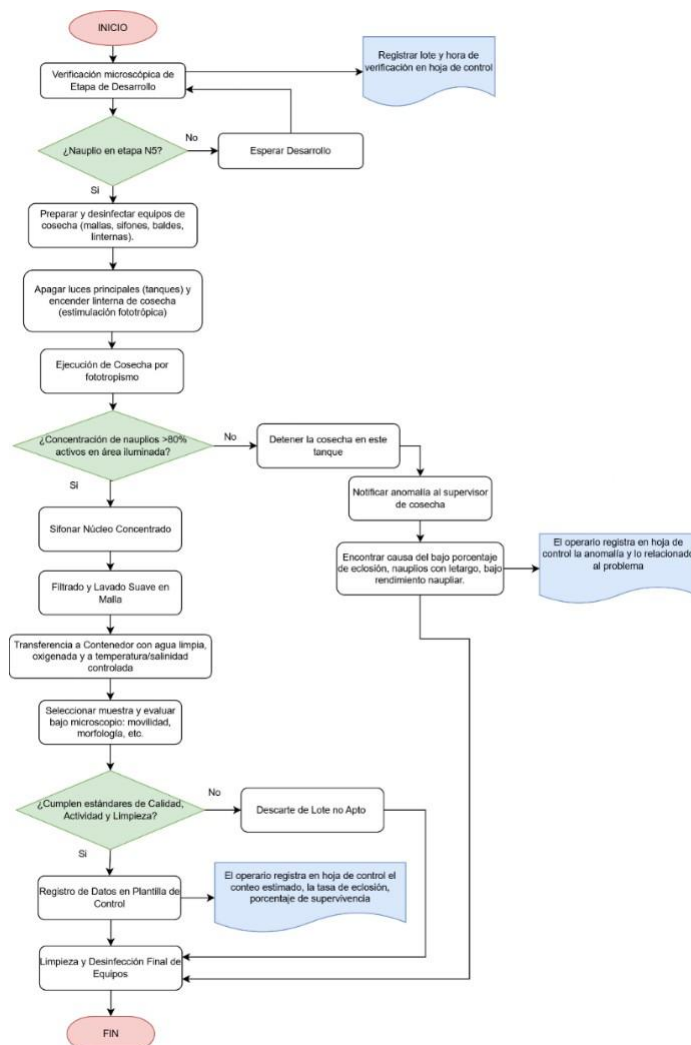 INICIO
Verificación microscópica de
Etapa de Desarrollo
Registrar lote y hora de
verificación en hoja de control
¿Nauplio en etapa N5?
No
Esperar Desarrollo
Si
Preparar y desinfectar equipos de
cosecha (mallas, sifones, baldes,
linternas).
Apagar luces principales (tanques) y
encender linterna de cosecha
(estimulación fototrópica)
Ejecución de Cosecha por
fototropismo
¿Concentración de nauplios >80%
activos en área iluminada?
No
Detener la cosecha en este
tanque
Si
Notificar anomalía al supervisor
de cosecha
Sifonar Núcleo Concentrado
Encontrar causa del bajo porcentaje
de eclosión, nauplios con letargo, bajo
rendimiento naupliar.
El operario registra en hoja de
control la anomalía y lo relacionado
al problema
Filtrado y Lavado Suave en
Malla
Transferencia a Contenedor con agua limpia,
oxigenada y a temperatura/salinidad
controlada
Seleccionar muestra y evaluar
bajo microscopio: movilidad,
morfología, etc.
¿Cumplen estándares de Calidad,
Actividad y Limpieza?
No
Descarte de Lote no Apto
Si
Registro de Datos en Plantilla de
Control
El operario registra en hoja de control el
conteo estimado, la tasa de eclosión,
porcentaje de supervivencia
Limpieza y Desinfección Final de
Equipos
FIN